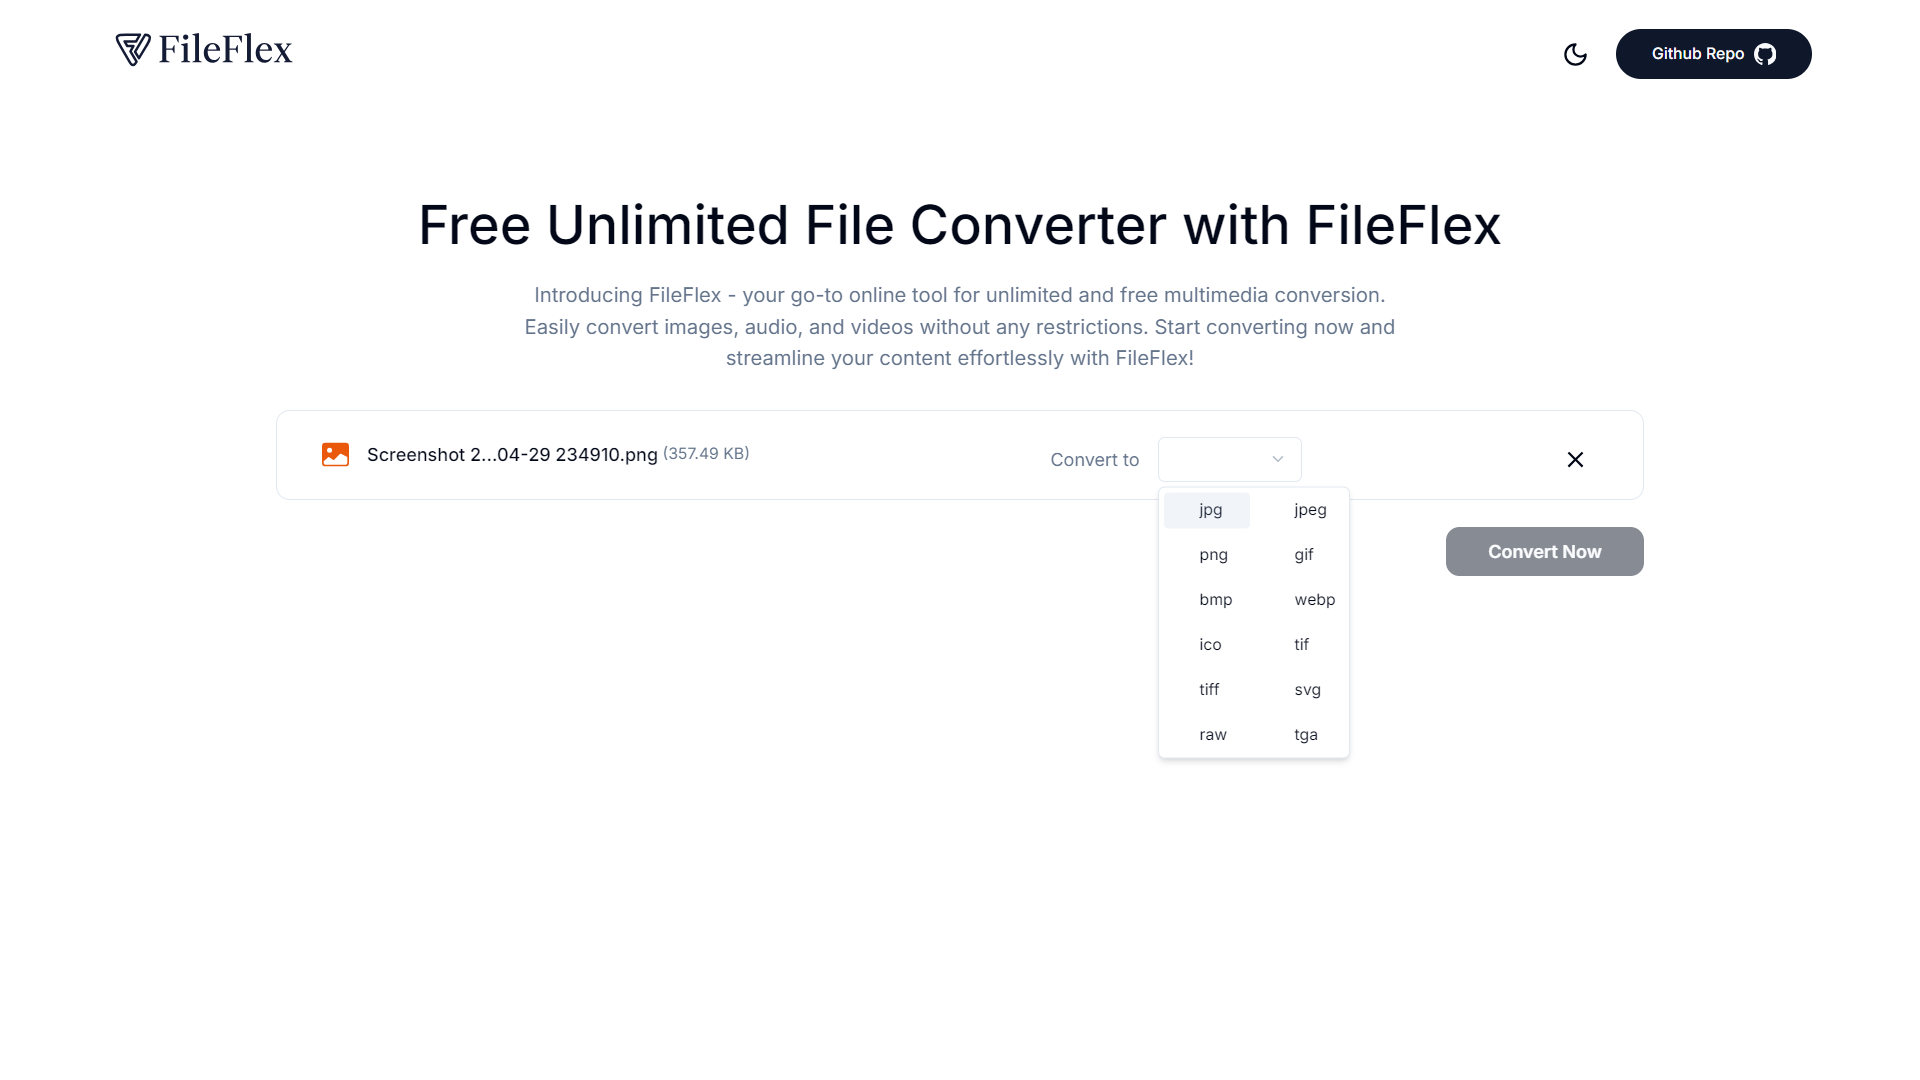 FileFlex
Github Repo
Free Unlimited File Converter with FileFlex
Introducing FileFlex - your go-to online tool for unlimited and free multimedia conversion.
Easily convert images, audio, and videos without any restrictions. Start converting now and
streamline your content effortlessly with FileFlex!
Screenshot 2...04-29 234910.png (357.49 KB)
Convert to
jpg jpeg
png gif
bmp webp
ico tif
tiff svg
raw tga
Convert Now